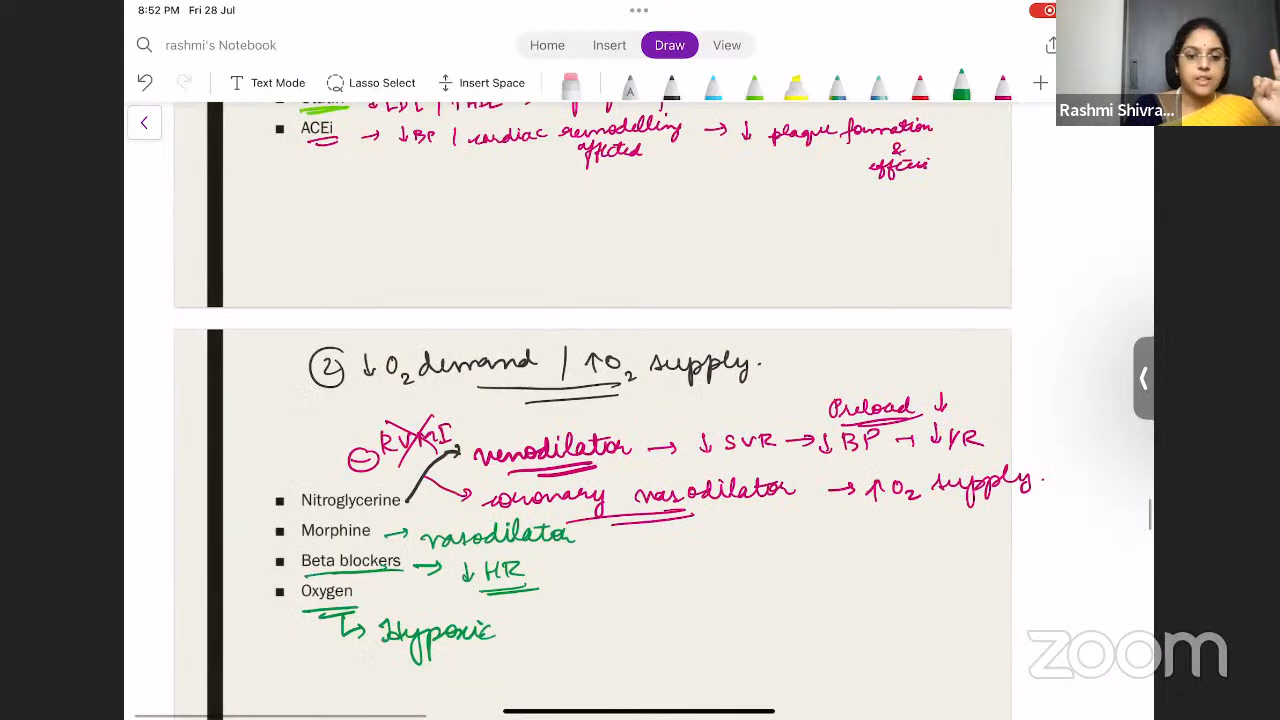 8:52 PM Fri 28 Jul
rashmi's Notebook
Home Insert Draw View
Text Mode Lasso Select Insert Space
Rashmi Shivra...
ACEi → ↓BP / cardiac remodelling affected → ↓ plaque formation &
② ↓ O2 demand / ↑O2 supply.
Preload ↓
RVMI venodilator → ↓ SVR → ↓ BP → ↓VR
Nitroglycerine coronary vasodilator → ↑O2 supply.
Morphine → vasodilator
Beta blockers → ↓ HR
Oxygen
↳ Hypoxic
zoom